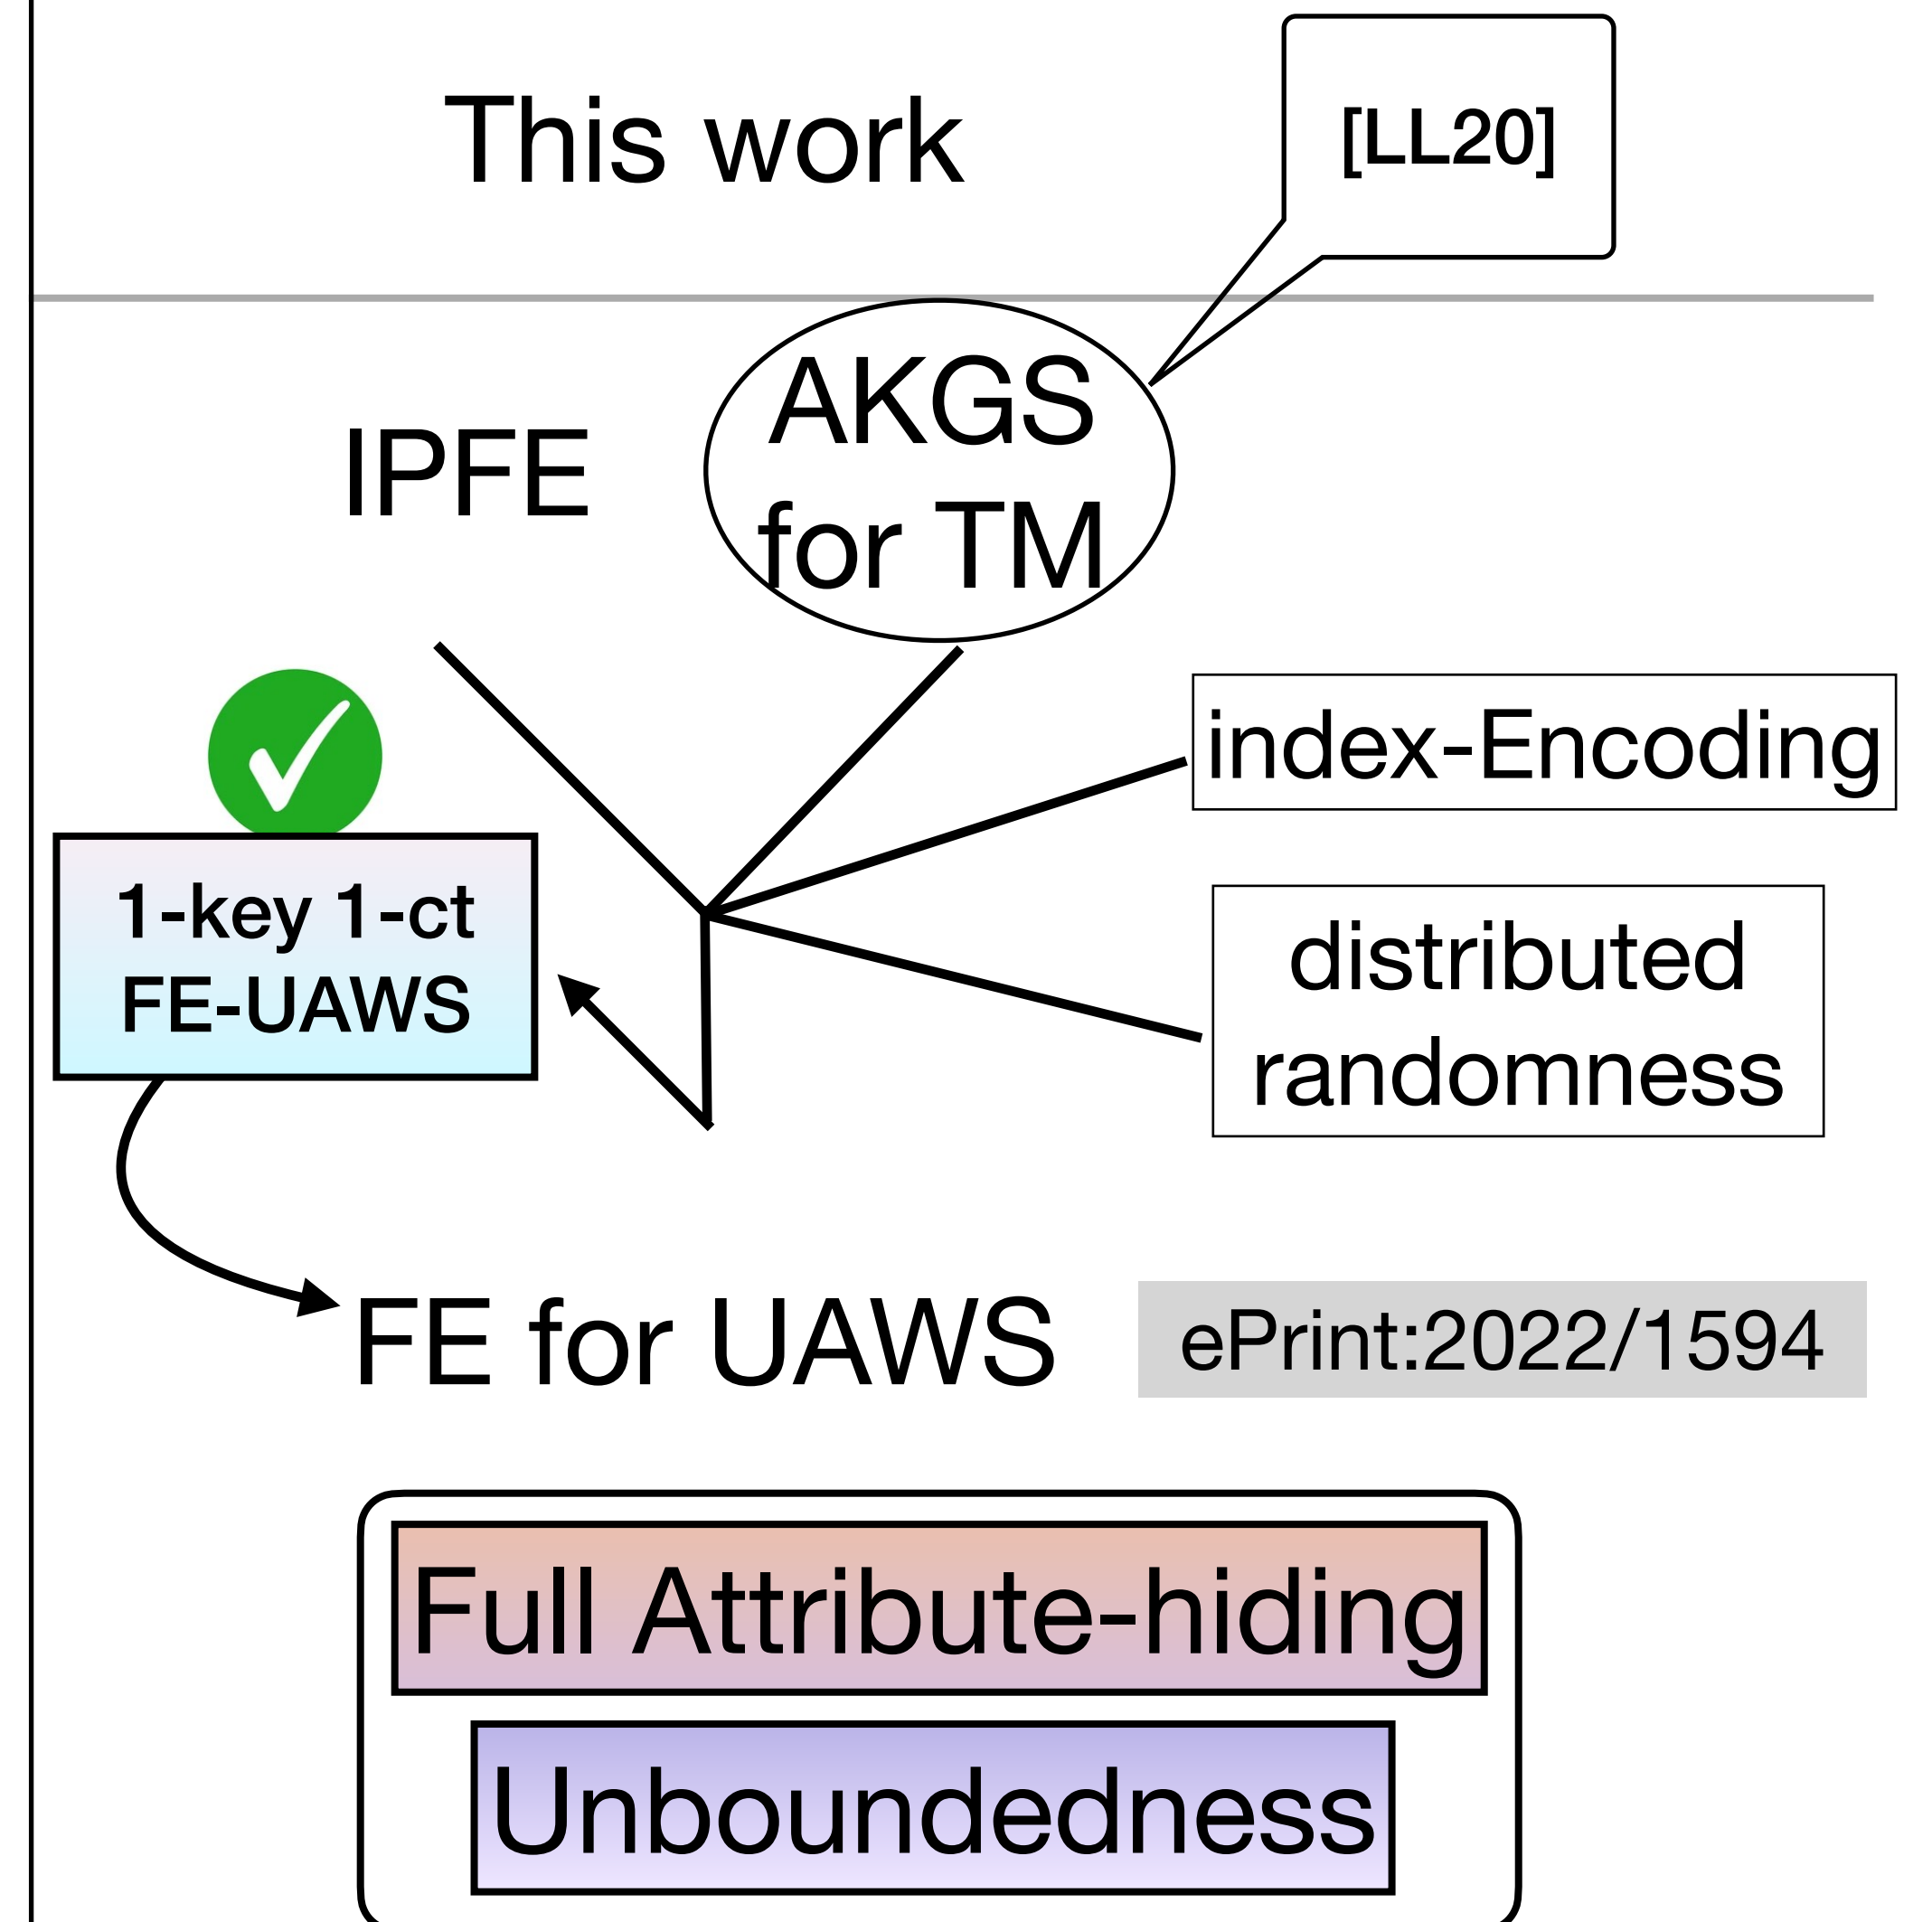 This work
[LL20]
IPFE
AKGS
for TM
index-Encoding
1-key 1-ct
FE-UAWS
distributed
randomness
FE for UAWS
ePrint:2022/1594
Full Attribute-hiding
Unboundedness